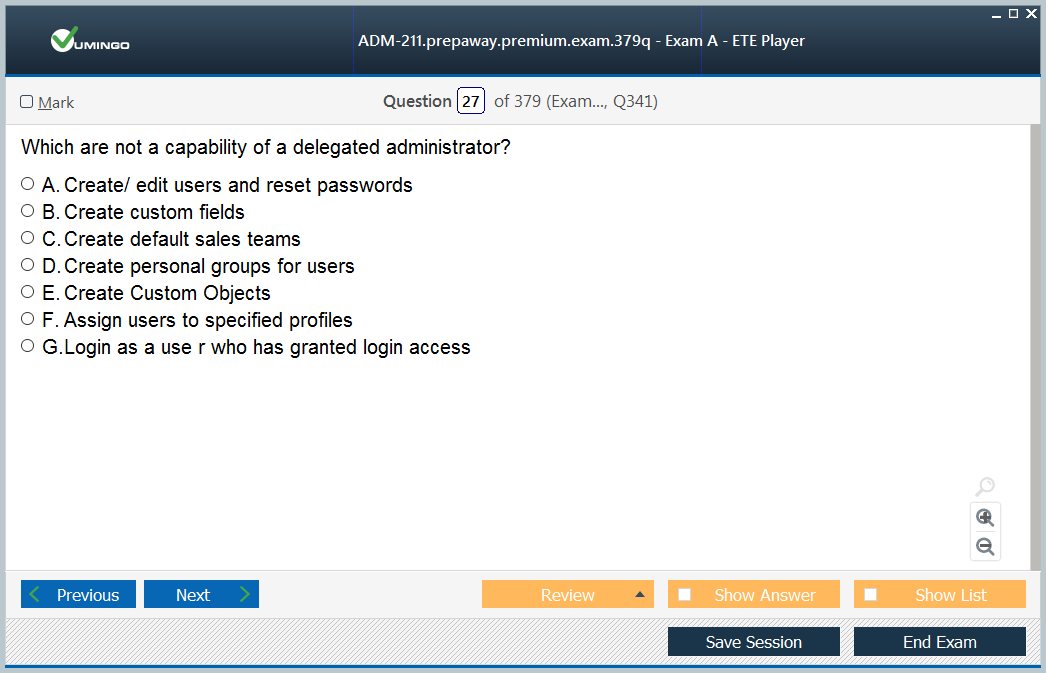 VUMINGO
ADM-211.prepaway.premium.exam.379q - Exam A - ETE Player
Mark
Question 27 of 379 (Exam..., Q341)
Which are not a capability of a delegated administrator?
A. Create/ edit users and reset passwords
B. Create custom fields
C. Create default sales teams
D. Create personal groups for users
E. Create Custom Objects
F. Assign users to specified profiles
G.Login as a use r who has granted login access
Previous
Next
Review
Show Answer
Show List
Save Session
End Exam